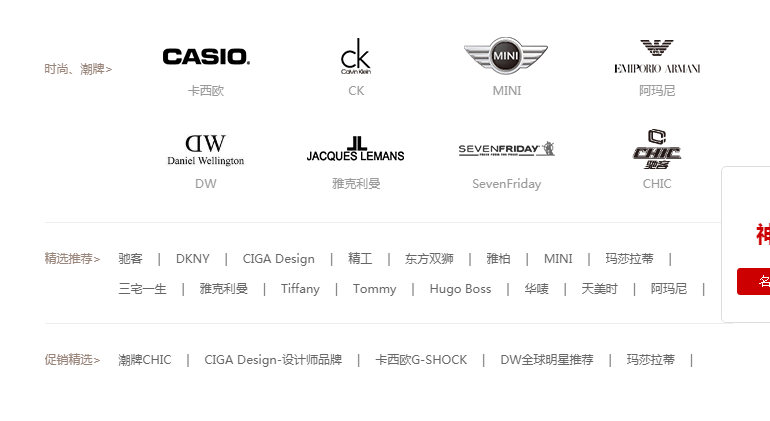 CASIO
ck
Calvin Klein
MINI
EMPORIO ARMANI
时尚、潮牌>
卡西欧
CK
MINI
阿玛尼
DW
Daniel Wellington
JL
JACQUES LEMANS
SEVENFRIDAY
CHIC
驰客
DW
雅克利曼
SevenFriday
CHIC
神
精选推荐> 驰客 | DKNY | CIGA Design | 精工 | 东方双狮 | 雅柏 | MINI | 玛莎拉蒂 |
名
三宅一生 | 雅克利曼 | Tiffany | Tommy | Hugo Boss | 华唛 | 天美时 | 阿玛尼 |
促销精选> 潮牌CHIC | CIGA Design-设计师品牌 | 卡西欧G-SHOCK | DW全球明星推荐 | 玛莎拉蒂 |